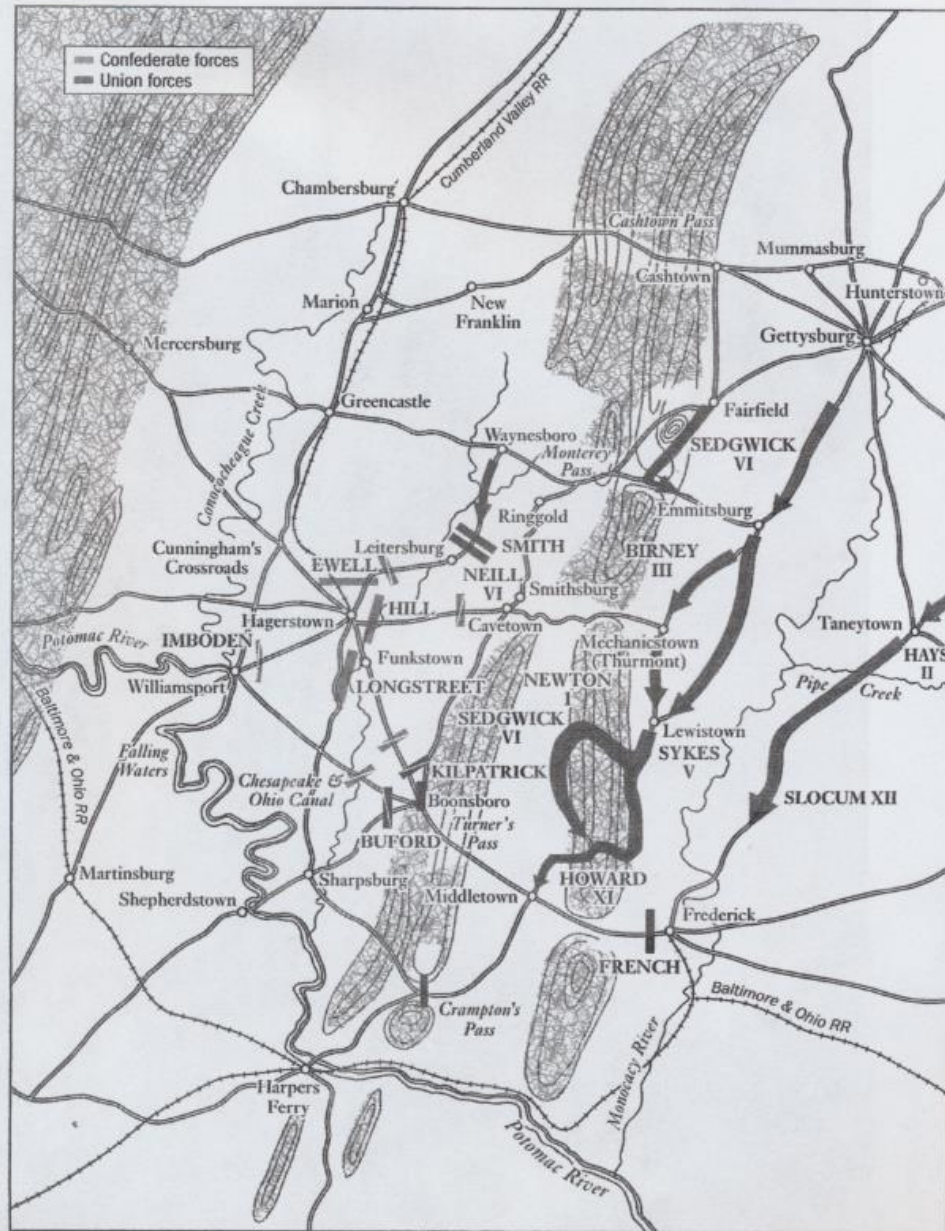 Confederate forces
Union forces
Cumberland Valley RR
Chambersburg
Cashtown Pass
Mummasburg
Cashtown
Hunterstown
Marion
New
Franklin
Gettysburg
Mercersburg
Conococheague Creek
Greencastle
Fairfield
Waynesboro
SEDGWICK
VI
Monterey
Pass
Ringgold
Emmitsburg
Cunningham's
Crossroads
Leitersburg
SMITH
BIRNEY
III
EWELL
NEILL
VI
Smithsburg
HILL
Hagerstown
Cavetown
Taneytown
Potomac River
IMBODEN
Mechanicstown
(Thurmont)
HAYS
II
Williamsport
Funkstown
LONGSTREET
NEWTON
I
Pipe Creek
Baltimore & Ohio RR
SEDGWICK
VI
Lewistown
SYKES
V
Falling
Waters
Chesapeake &
Ohio Canal
KILPATRICK
SLOCUM XII
Boonsboro
Turner's
Pass
BUFORD
Martinsburg
Sharpsburg
HOWARD
XI
Shepherdstown
Middletown
Frederick
FRENCH
Crampton's
Pass
Baltimore & Ohio RR
Monocacy River
Harpers
Ferry
Potomac
River